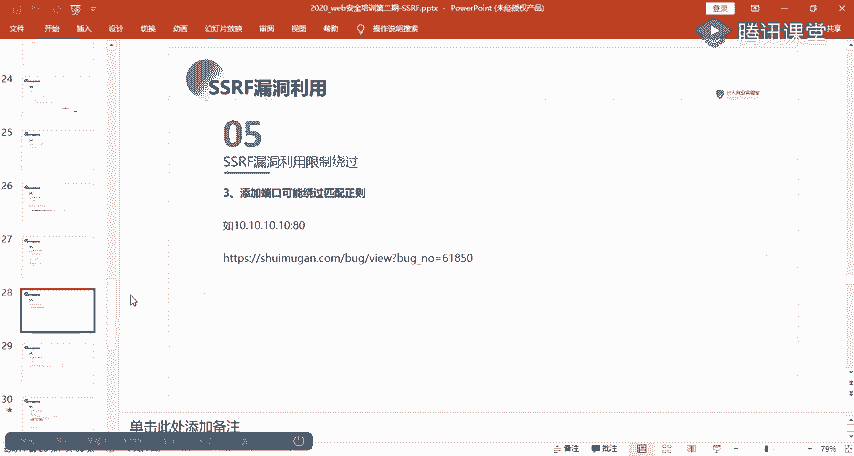 2020_web安全培训第二期-SSRF.pptx - PowerPoint (未经授权产品)
登录
文件 开始 插入 设计 切换 动画 幻灯片放映 审阅 视图 帮助 操作说明搜索 共享
腾讯课堂
24
25
26
27
28
29
30
SSRF漏洞利用
05
SSRF漏洞利用限制绕过
3、添加端口可能绕过匹配正则
如10.10.10.10:80
https://shuimugan.com/bug/view?bug_no=61850
单击此处添加备注
备注 批注 79%